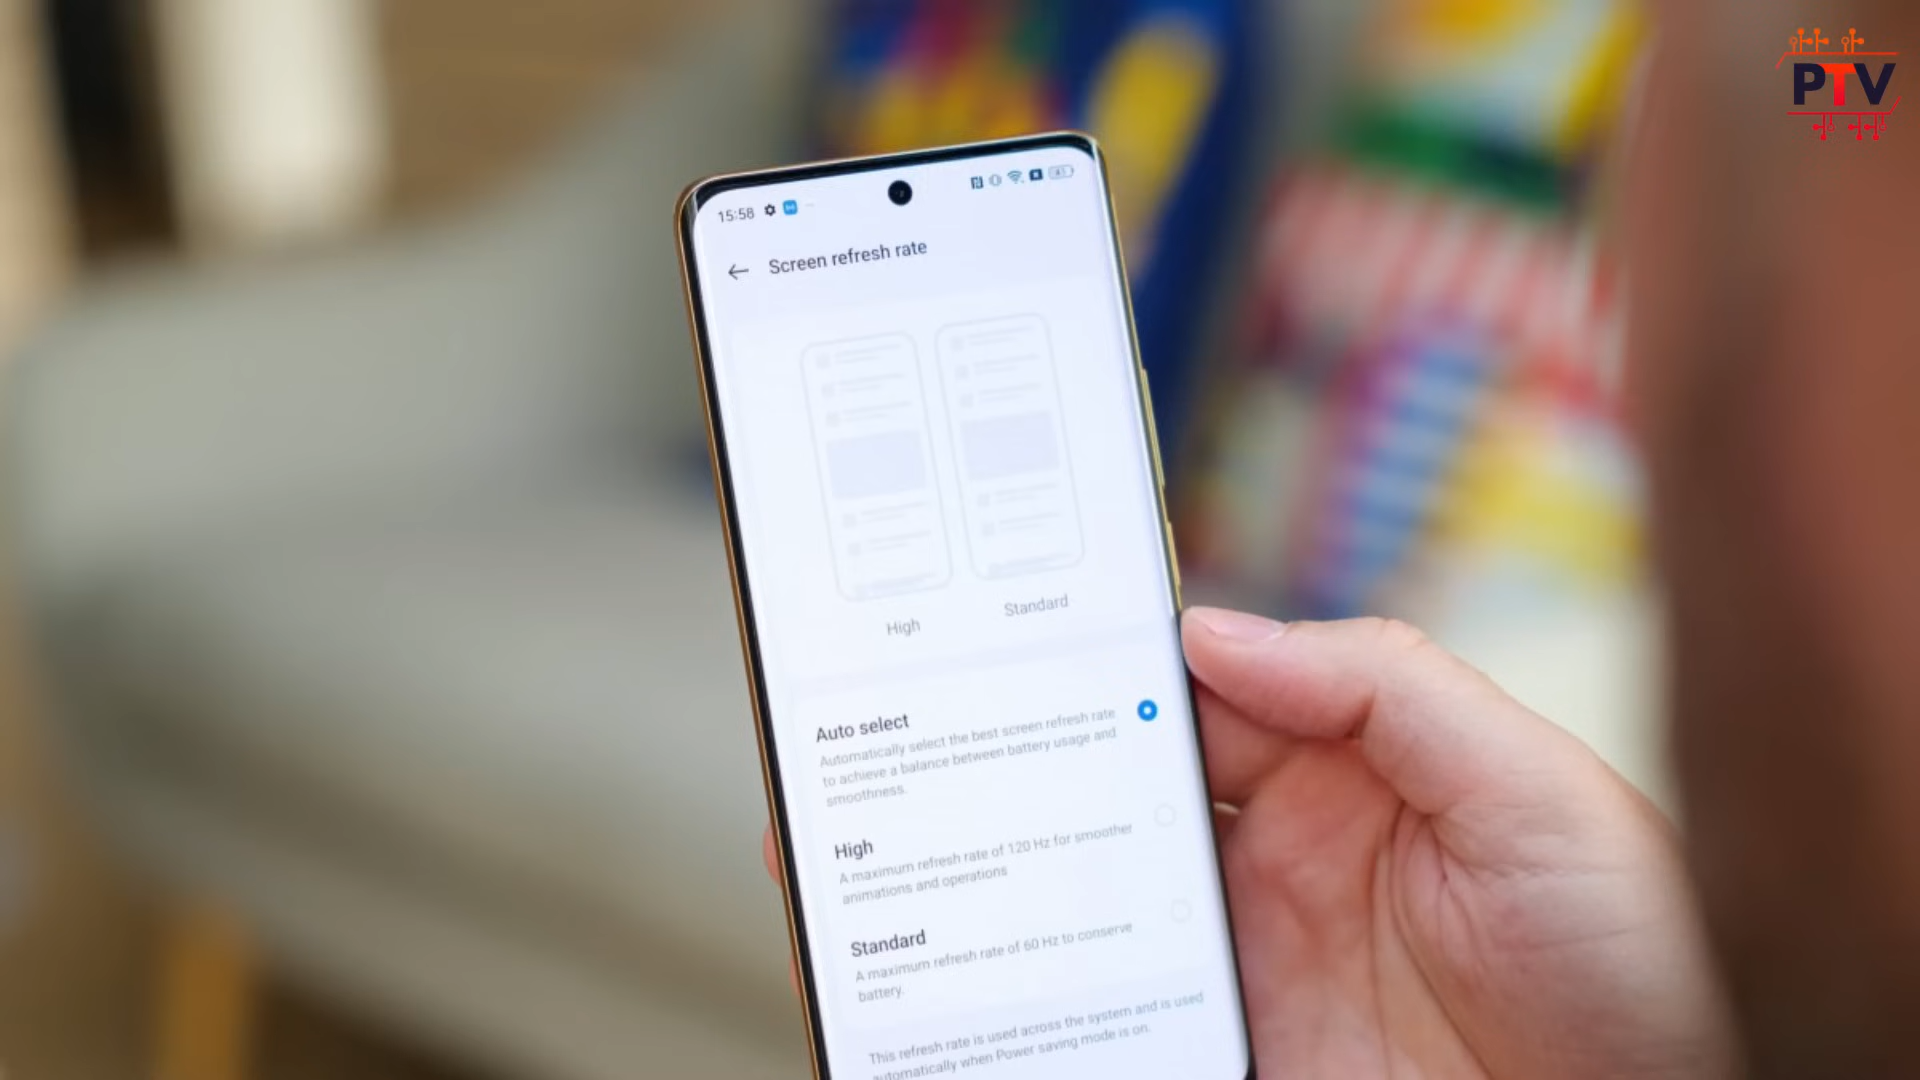 PTV
15:58
Screen refresh rate
High
Standard
Auto select
Automatically select the best screen refresh rate
to achieve a balance between battery usage and
smoothness.
High
A maximum refresh rate of 120 Hz for smoother
animations and operations
Standard
A maximum refresh rate of 60 Hz to conserve
battery.
This refresh rate is used across the system and is used
automatically when Power saving mode is on.